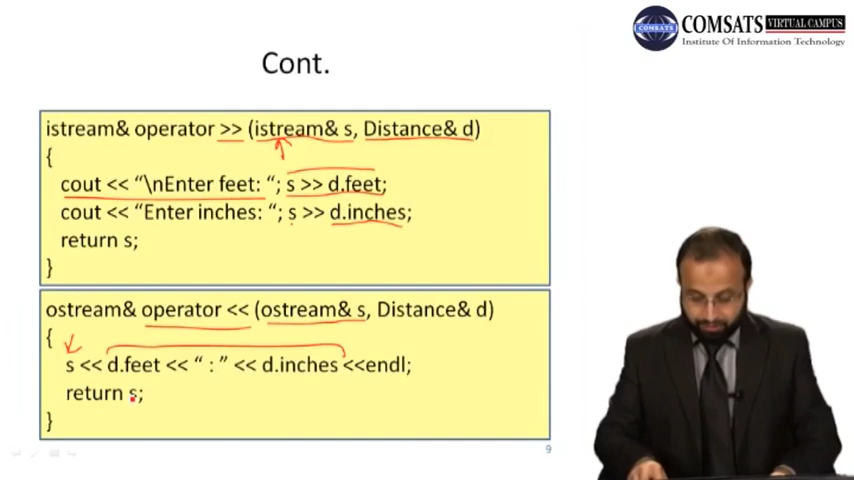 COMSATS VIRTUAL CAMPUS
COMSATS
Institute Of Information Technology
Cont.
istream& operator >> (istream& s, Distance& d)
{
cout << “\nEnter feet: “; s >> d.feet;
cout << “Enter inches: “; s >> d.inches;
return s;
}
ostream& operator << (ostream& s, Distance& d)
{
s << d.feet << “ : ” << d.inches <<endl;
return s;
}
9